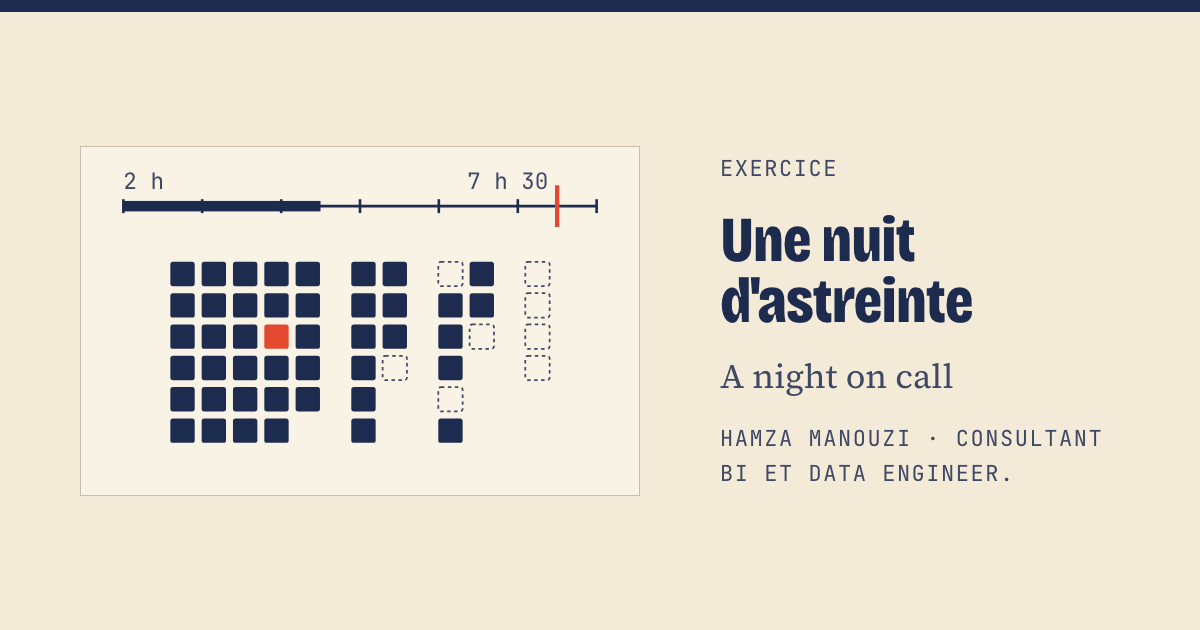 2 h
7 h 30
EXERCICE
Une nuit
d'astreinte
A night on call
HAMZA MANOUZI · CONSULTANT
BI ET DATA ENGINEER.